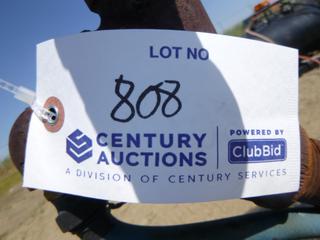 LOT NO
808
CENTURY AUCTIONS
POWERED BY
ClubBid
A DIVISION OF CENTURY SERVICES